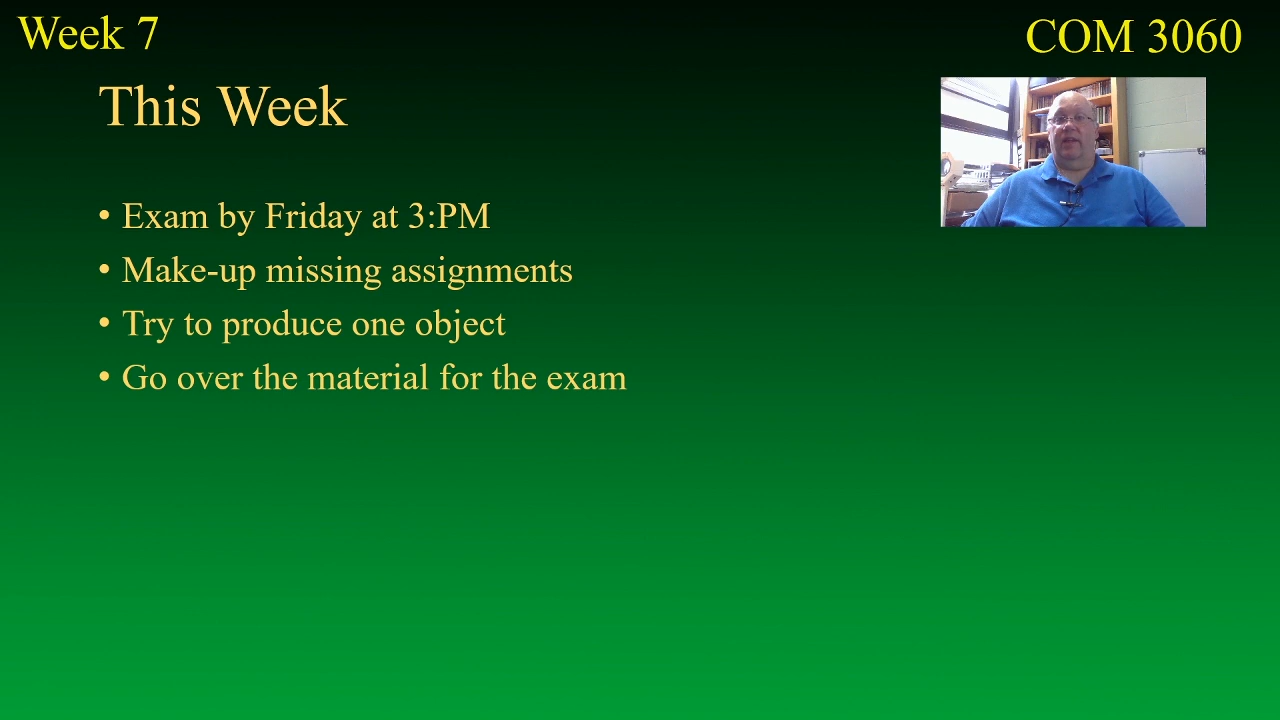 Week 7
COM 3060
This Week
• Exam by Friday at 3:PM
• Make-up missing assignments
• Try to produce one object
• Go over the material for the exam